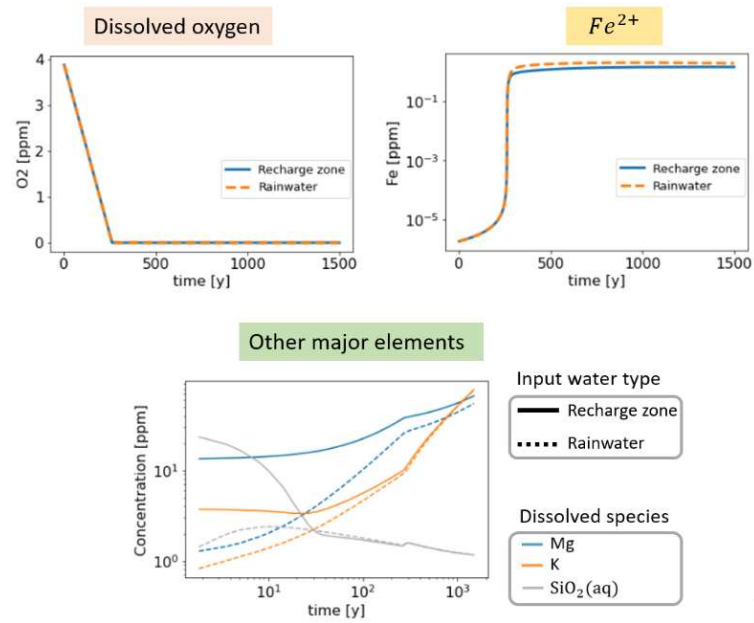 Dissolved oxygen
4
3
2
1
0
O2 [ppm]
Recharge zone
Rainwater
0 500 1000 1500
time [y]
Fe²⁺
10⁻¹
10⁻³
10⁻⁵
Fe [ppm]
Recharge zone
Rainwater
0 500 1000 1500
time [y]
Other major elements
Concentration [ppm]
10¹
10⁰
10¹ 10² 10³
time [y]
Input water type
Recharge zone
Rainwater
Dissolved species
Mg
K
SiO₂(aq)